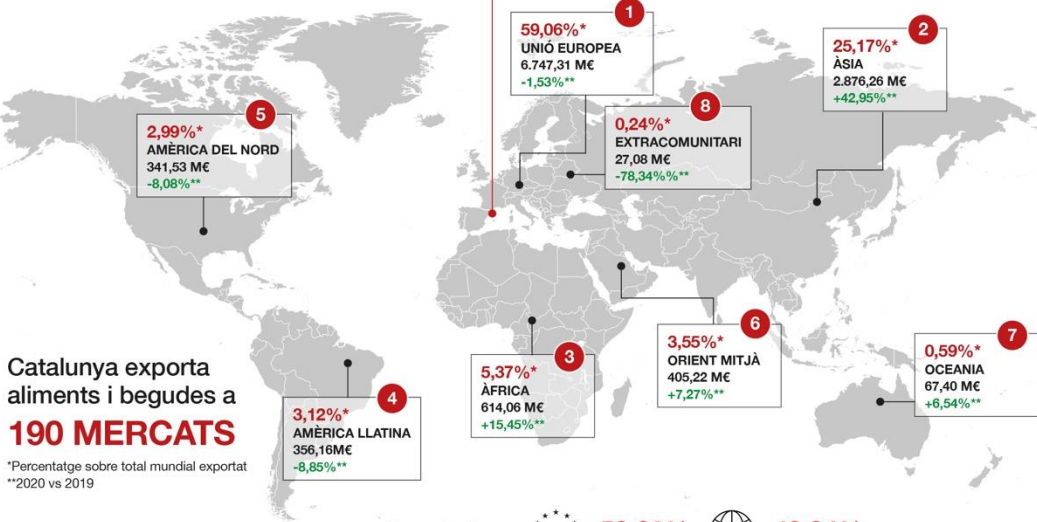 1
59,06%*
UNIÓ EUROPEA
6.747,31 M€
-1,53%**
2
25,17%*
ÀSIA
2.876,26 M€
+42,95%**
8
0,24%*
EXTRACOMUNITARI
27,08 M€
-78,34%%**
5
2,99%*
AMÈRICA DEL NORD
341,53 M€
-8,08%**
6
3,55%*
ORIENT MITJÀ
405,22 M€
+7,27%**
7
0,59%*
OCEANIA
67,40 M€
+6,54%**
3
5,37%*
ÀFRICA
614,06 M€
+15,45%**
4
3,12%*
AMÈRICA LLATINA
356,16M€
-8,85%**
Catalunya exporta
aliments i begudes a
190 MERCATS
*Percentatge sobre total mundial exportat
**2020 vs 2019